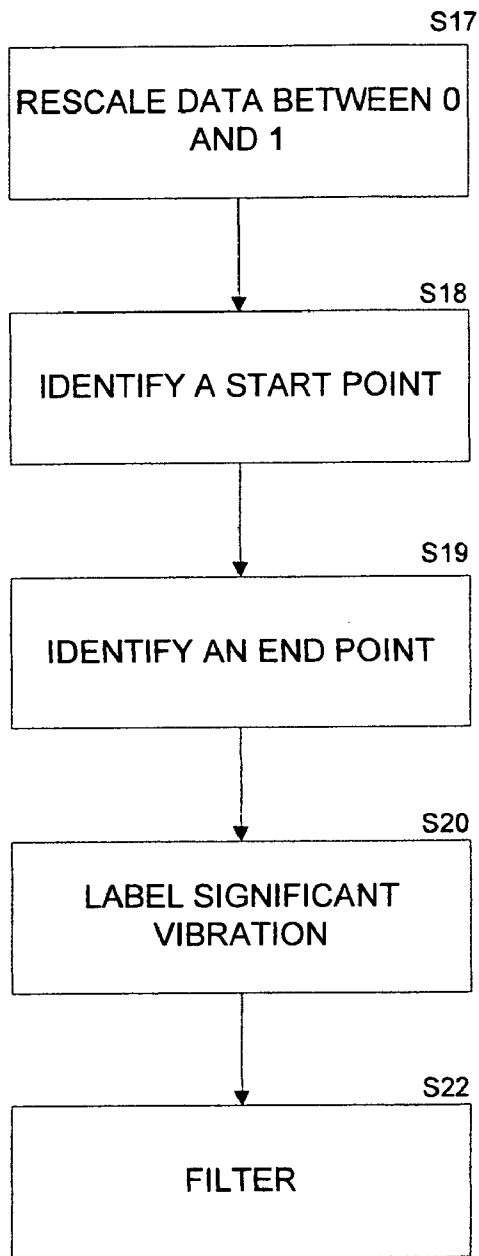 S17
RESCALE DATA BETWEEN 0
AND 1
S18
IDENTIFY A START POINT
S19
IDENTIFY AN END POINT
S20
LABEL SIGNIFICANT
VIBRATION
S22
FILTER